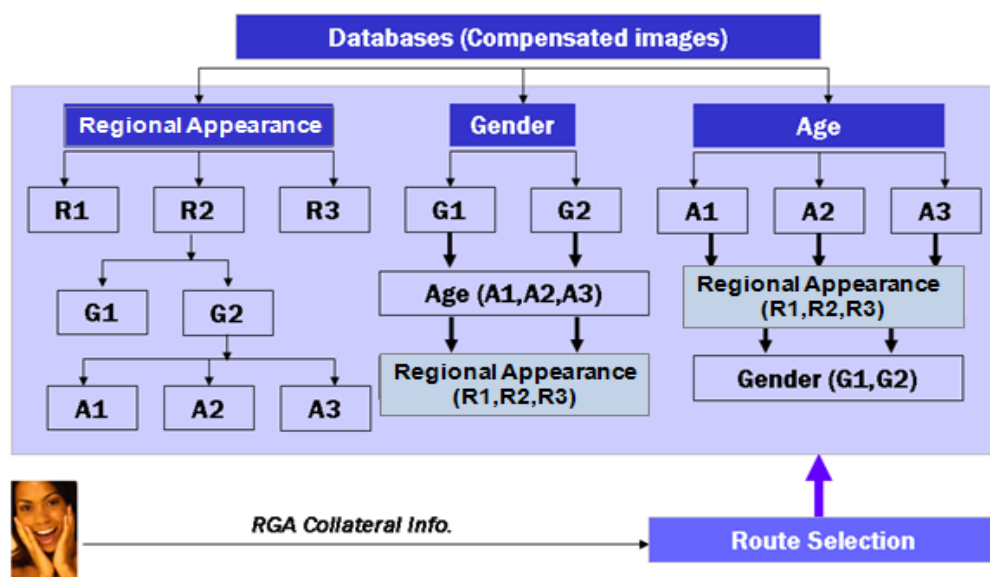 Databases (Compensated images)
Regional Appearance
Gender
Age
R1
R2
R3
G1
G2
A1
A2
A3
G1
G2
Age (A1,A2,A3)
Regional Appearance
(R1,R2,R3)
A1
A2
A3
Regional Appearance
(R1,R2,R3)
Gender (G1,G2)
RGA Collateral Info.
Route Selection